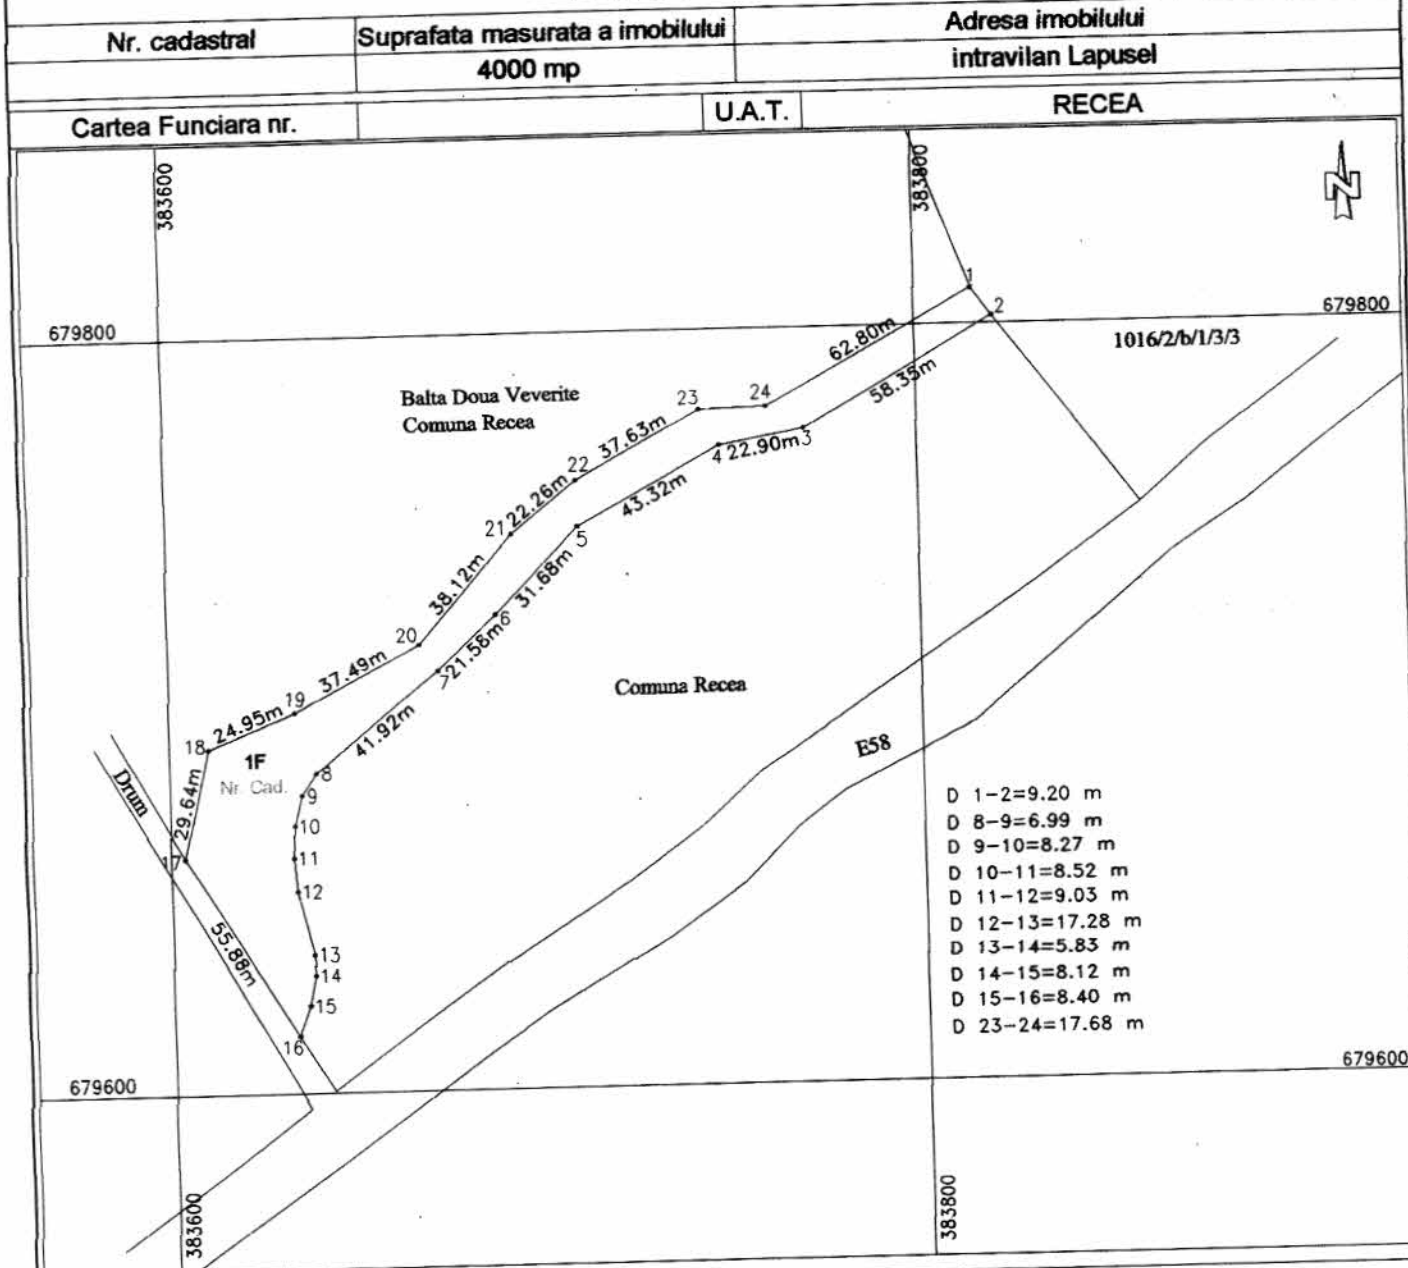 Nr. cadastral
Suprafata masurata a imobilului
Adresa imobilului
4000 mp
intravilan Lapusel
Cartea Funciara nr.
U.A.T.
RECEA
383600
383800
N
1
2
679800
679800
62.80m
1016/2/b/1/3/3
58.35m
Balta Doua Veverite
Comuna Recea
23
24
37.63m
3
4
22.90m
22
43.32m
22.26m
21
5
38.12m
31.68m
6
20
21.58m
7
37.49m
Comuna Recea
19
41.92m
24.95m
18
E58
1F
Nr. Cad.
8
Drum
9
29.64m
10
11
17
12
55.88m
13
14
15
16
D 1-2=9.20 m
D 8-9=6.99 m
D 9-10=8.27 m
D 10-11=8.52 m
D 11-12=9.03 m
D 12-13=17.28 m
D 13-14=5.83 m
D 14-15=8.12 m
D 15-16=8.40 m
D 23-24=17.68 m
679600
679600
383600
383800